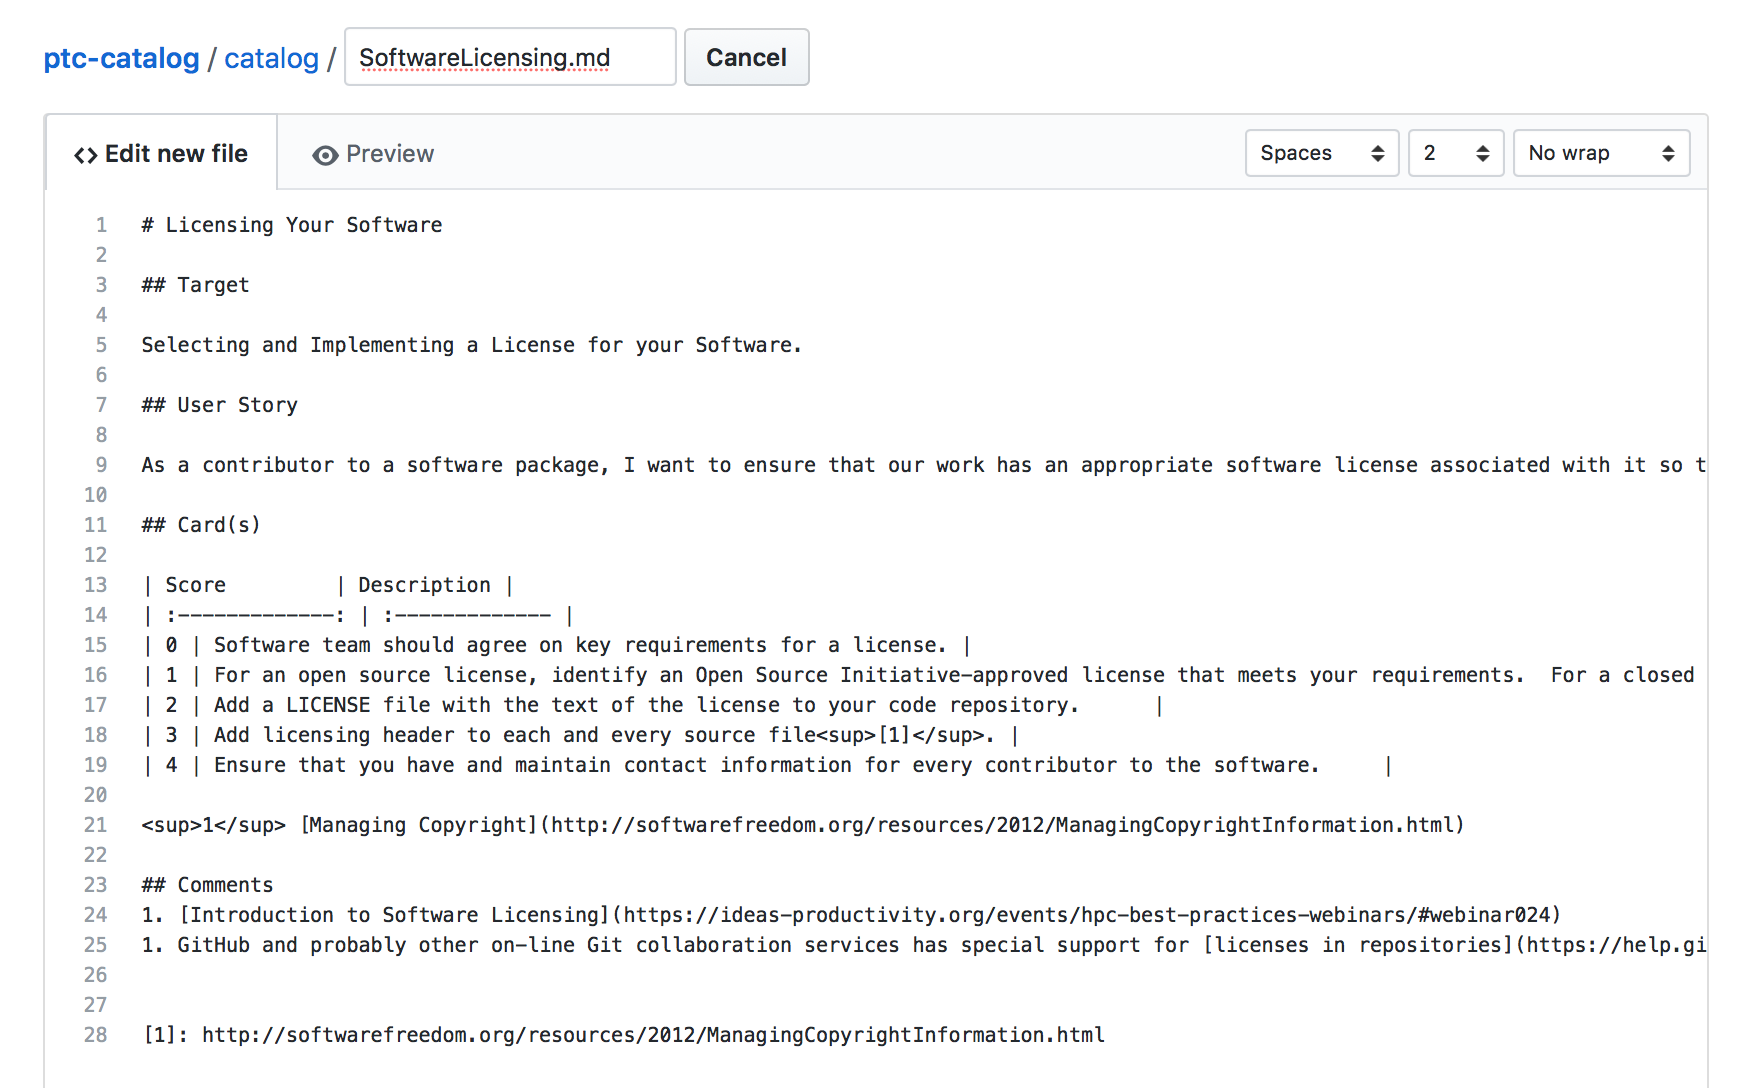 ptc-catalog / catalog / SoftwareLicensing.md Cancel
<> Edit new file Preview Spaces 2 No wrap
1 # Licensing Your Software
2
3 ## Target
4
5 Selecting and Implementing a License for your Software.
6
7 ## User Story
8
9 As a contributor to a software package, I want to ensure that our work has an appropriate software license associated with it so t
10
11 ## Card(s)
12
13 | Score         | Description |
14 | :-------------: | :------------- |
15 | 0 | Software team should agree on key requirements for a license. |
16 | 1 | For an open source license, identify an Open Source Initiative-approved license that meets your requirements.  For a closed
17 | 2 | Add a LICENSE file with the text of the license to your code repository.      |
18 | 3 | Add licensing header to each and every source file<sup>[1]</sup>. |
19 | 4 | Ensure that you have and maintain contact information for every contributor to the software.     |
20
21 <sup>1</sup> [Managing Copyright](http://softwarefreedom.org/resources/2012/ManagingCopyrightInformation.html)
22
23 ## Comments
24 1. [Introduction to Software Licensing](https://ideas-productivity.org/events/hpc-best-practices-webinars/#webinar024)
25 1. GitHub and probably other on-line Git collaboration services has special support for [licenses in repositories](https://help.gi
26
27
28 [1]: http://softwarefreedom.org/resources/2012/ManagingCopyrightInformation.html